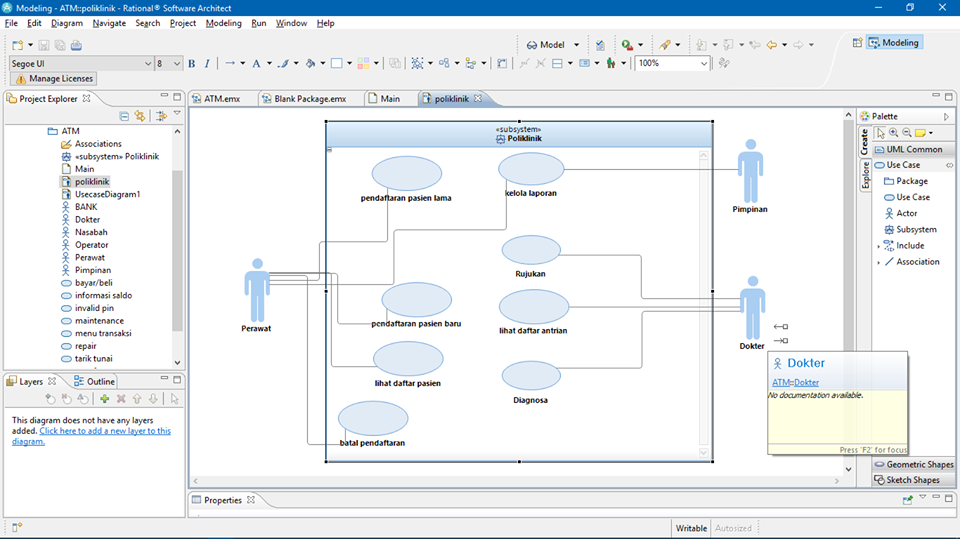 Modeling - ATM::poliklinik - Rational® Software Architect
File Edit Diagram Navigate Search Project Modeling Run Window Help
Model
Modeling
Segoe UI 8 B I A 100%
Manage Licenses
Project Explorer
ATM
Associations
«subsystem» Poliklinik
Main
poliklinik
UsecaseDiagram1
BANK
Dokter
Nasabah
Operator
Perawat
Pimpinan
bayar/beli
informasi saldo
invalid pin
maintenance
menu transaksi
repair
tarik tunai
Layers Outline
This diagram does not have any layers
added. Click here to add a new layer to this
diagram.
ATM.emx Blank Package.emx Main poliklinik
«subsystem»
Poliklinik
pendaftaran pasien lama
kelola laporan
Pimpinan
Rujukan
Perawat
pendaftaran pasien baru
lihat daftar antrian
Dokter
lihat daftar pasien
Diagnosa
batal pendaftaran
Dokter
ATM::Dokter
No documentation available.
Press 'F2' for focus
Palette
Create
Explore
UML Common
Use Case
Package
Use Case
Actor
Subsystem
Include
Association
Geometric Shapes
Sketch Shapes
Properties
Writable Autosized